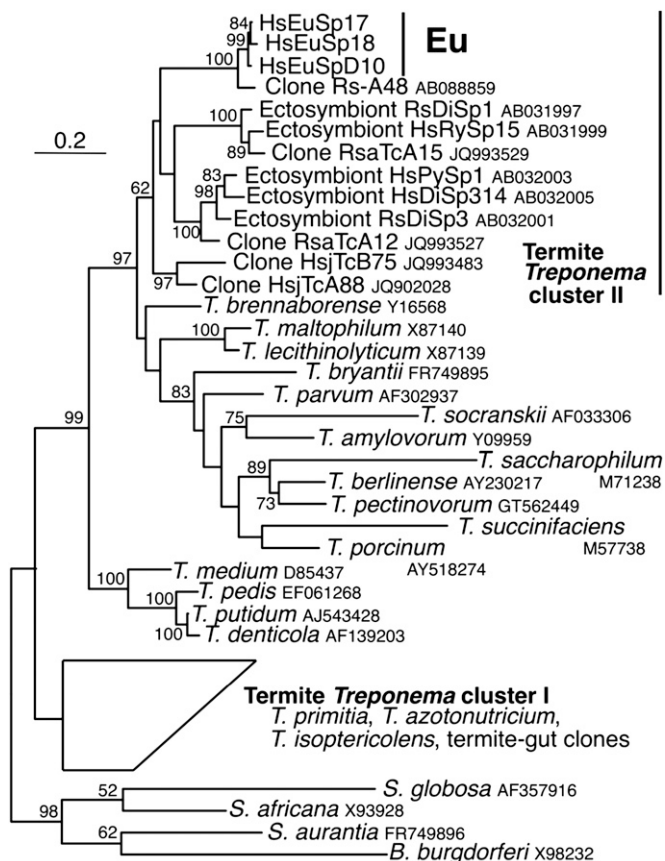 84
HsEuSp17
99
HsEuSp18
Eu
100
HsEuSpD10
Clone Rs-A48 AB088859
0.2
100
Ectosymbiont RsDiSp1 AB031997
Ectosymbiont HsRySp15 AB031999
89
Clone RsaTcA15 JQ993529
83
Ectosymbiont HsPySp1 AB032003
62
98
Ectosymbiont HsDiSp314 AB032005
Ectosymbiont RsDiSp3 AB032001
100
Clone RsaTcA12 JQ993527
97
Clone HsjTcB75 JQ993483
97
Clone HsjTcA88 JQ902028
Termite
Treponema
cluster II
T. brennaborense Y16568
100
T. maltophilum X87140
T. lecithinolyticum X87139
T. bryantii FR749895
83
T. parvum AF302937
99
75
T. socranskii AF033306
T. amylovorum Y09959
89
T. saccharophilum
M71238
T. berlinense AY230217
73
T. pectinovorum GT562449
T. succinifaciens
M57738
T. porcinum
AY518274
100
T. medium D85437
100
T. pedis EF061268
T. putidum AJ543428
100
T. denticola AF139203
Termite Treponema cluster I
T. primitia, T. azotonutricium,
T. isoptericolens, termite-gut clones
52
S. globosa AF357916
98
S. africana X93928
62
S. aurantia FR749896
B. burgdorferi X98232